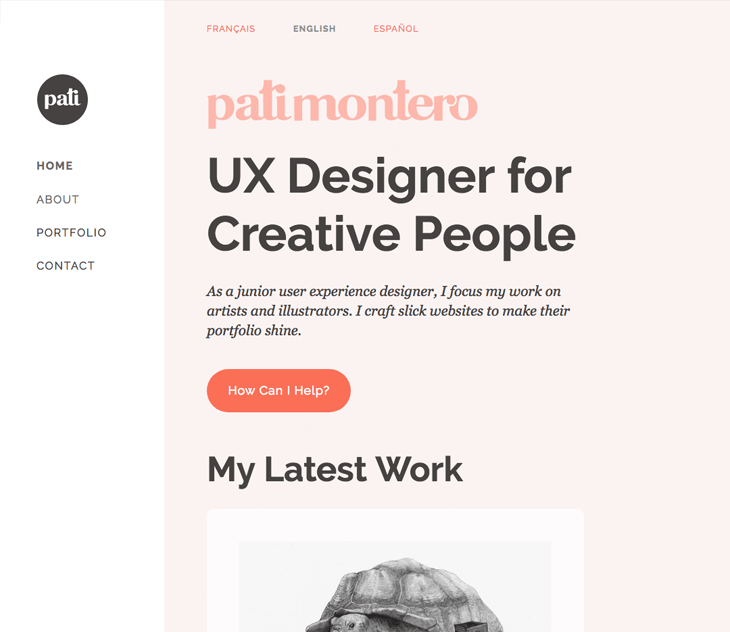 FRANÇAIS ENGLISH ESPAÑOL
pati
HOME
ABOUT
PORTFOLIO
CONTACT
pati montero
UX Designer for
Creative People
As a junior user experience designer, I focus my work on
artists and illustrators. I craft slick websites to make their
portfolio shine.
How Can I Help?
My Latest Work